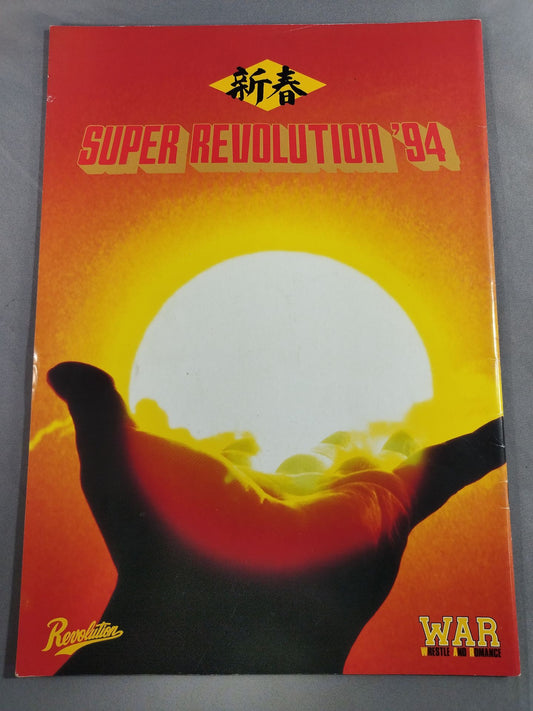 新春
SUPER REVOLUTION '94
Revolution
WAR
WRESTLE AND ROMANCE